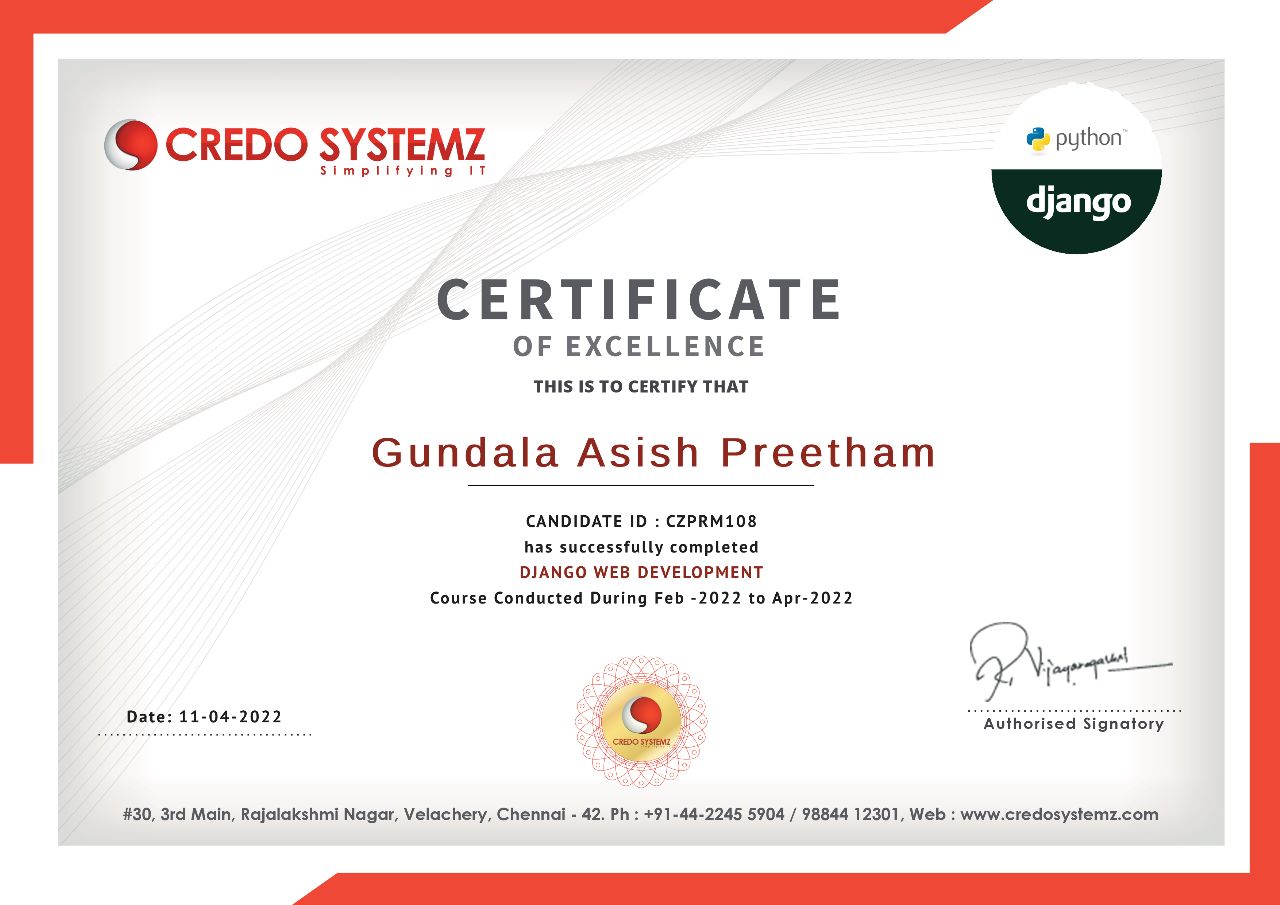 CREDO SYSTEMZ
Simplifying IT
python™
django
CERTIFICATE
OF EXCELLENCE
THIS IS TO CERTIFY THAT
Gundala Asish Preetham
CANDIDATE ID : CZPRM108
has successfully completed
DJANGO WEB DEVELOPMENT
Course Conducted During Feb -2022 to Apr-2022
R. Vijayaragavan
Date: 11-04-2022
CREDO SYSTEMZ
Authorised Signatory
#30, 3rd Main, Rajalakshmi Nagar, Velachery, Chennai - 42. Ph : +91-44-2245 5904 / 98844 12301, Web : www.credosystemz.com